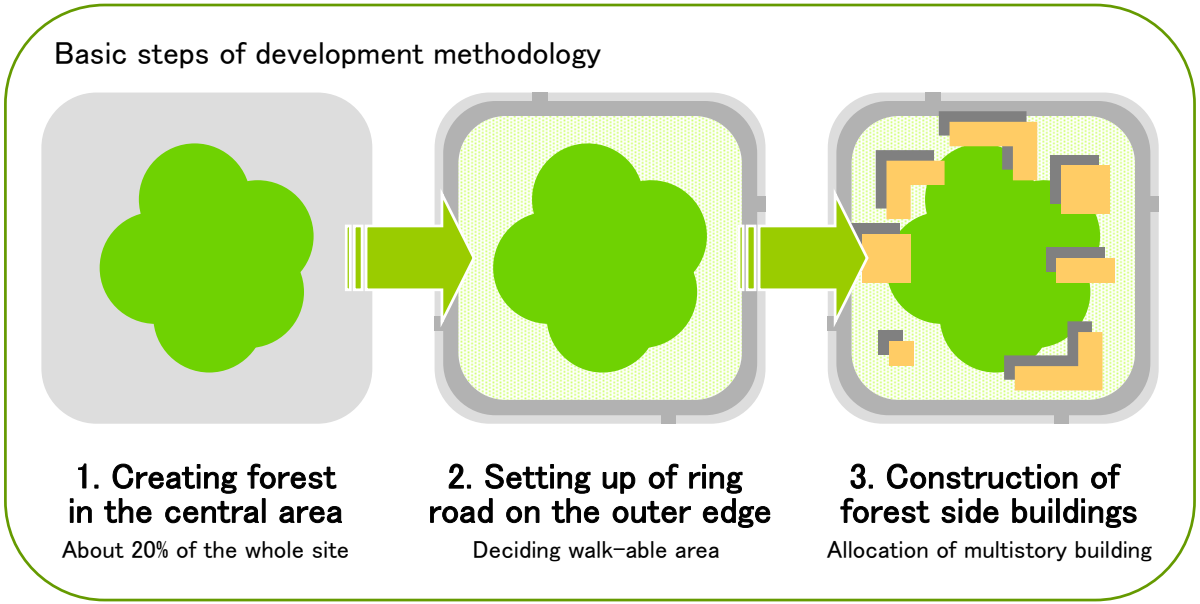 Basic steps of development methodology
1. Creating forest
in the central area
About 20% of the whole site
2. Setting up of ring
road on the outer edge
Deciding walk-able area
3. Construction of
forest side buildings
Allocation of multistory building